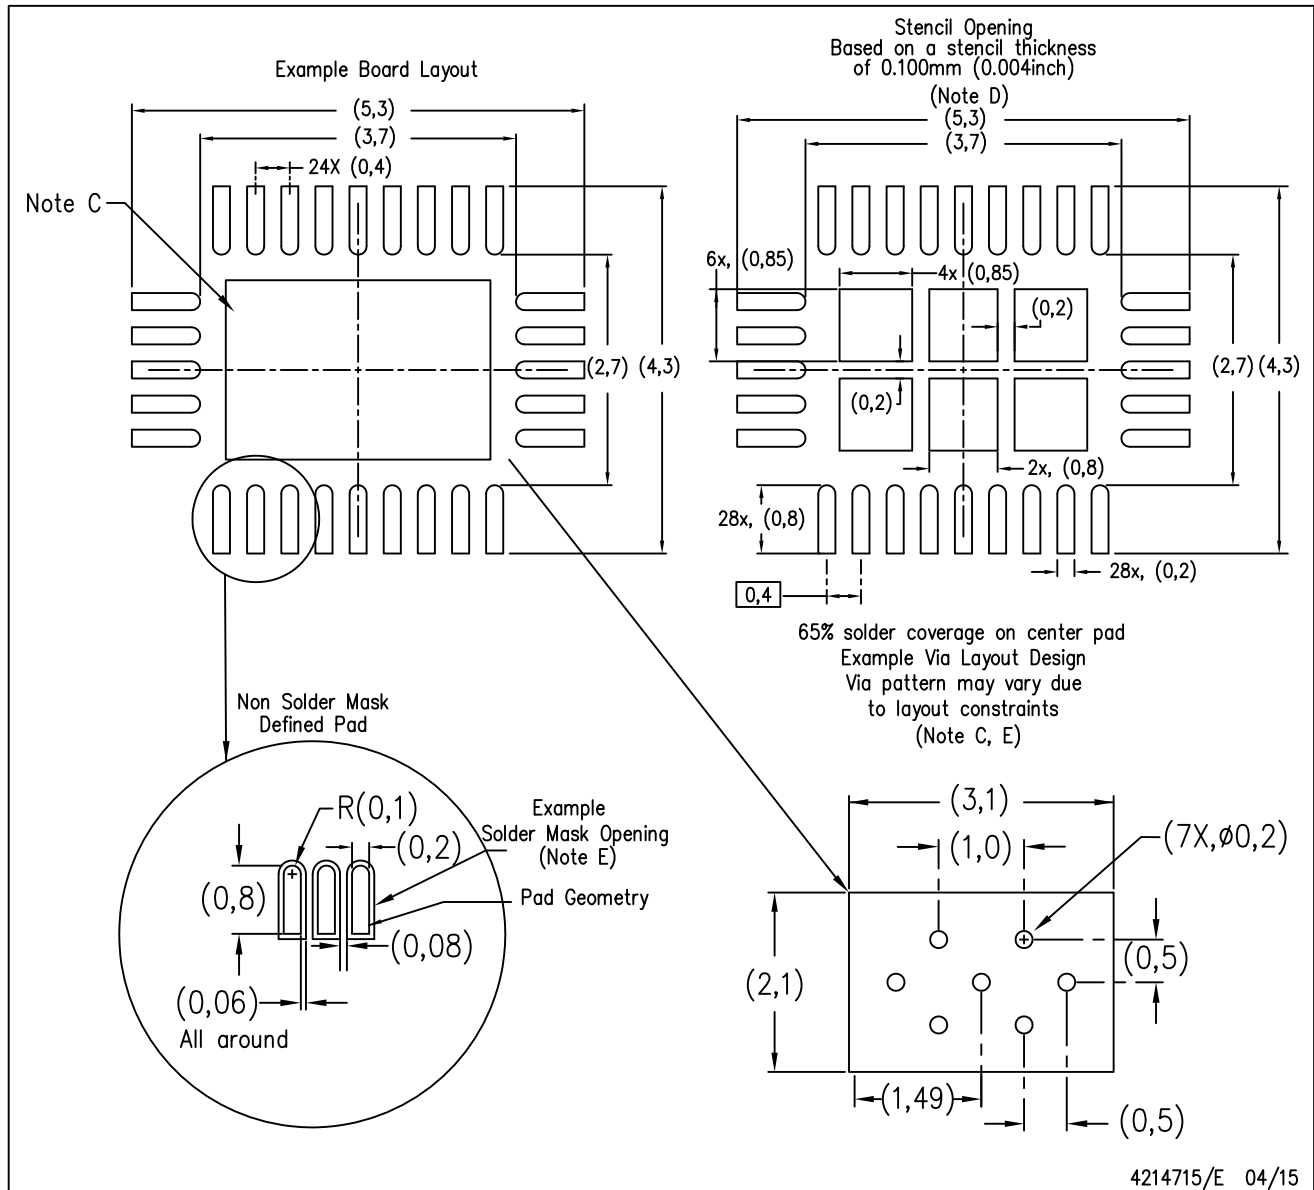 Example Board Layout
(5,3)
(3,7)
24X (0,4)
Note C
(2,7)
(4,3)
Stencil Opening
Based on a stencil thickness
of 0.100mm (0.004inch)
(Note D)
(5,3)
(3,7)
6x, (0,85)
4x (0,85)
(0,2)
(2,7)
(4,3)
(0,2)
2x, (0,8)
28x, (0,8)
28x, (0,2)
0,4
65% solder coverage on center pad
Example Via Layout Design
Via pattern may vary due
to layout constraints
(Note C, E)
Non Solder Mask
Defined Pad
R(0,1)
Example
Solder Mask Opening
(Note E)
(0,2)
(0,8)
Pad Geometry
(0,08)
(0,06)
All around
(3,1)
(1,0)
(7X,ø0,2)
(0,5)
(2,1)
(1,49)
(0,5)
4214715/E 04/15